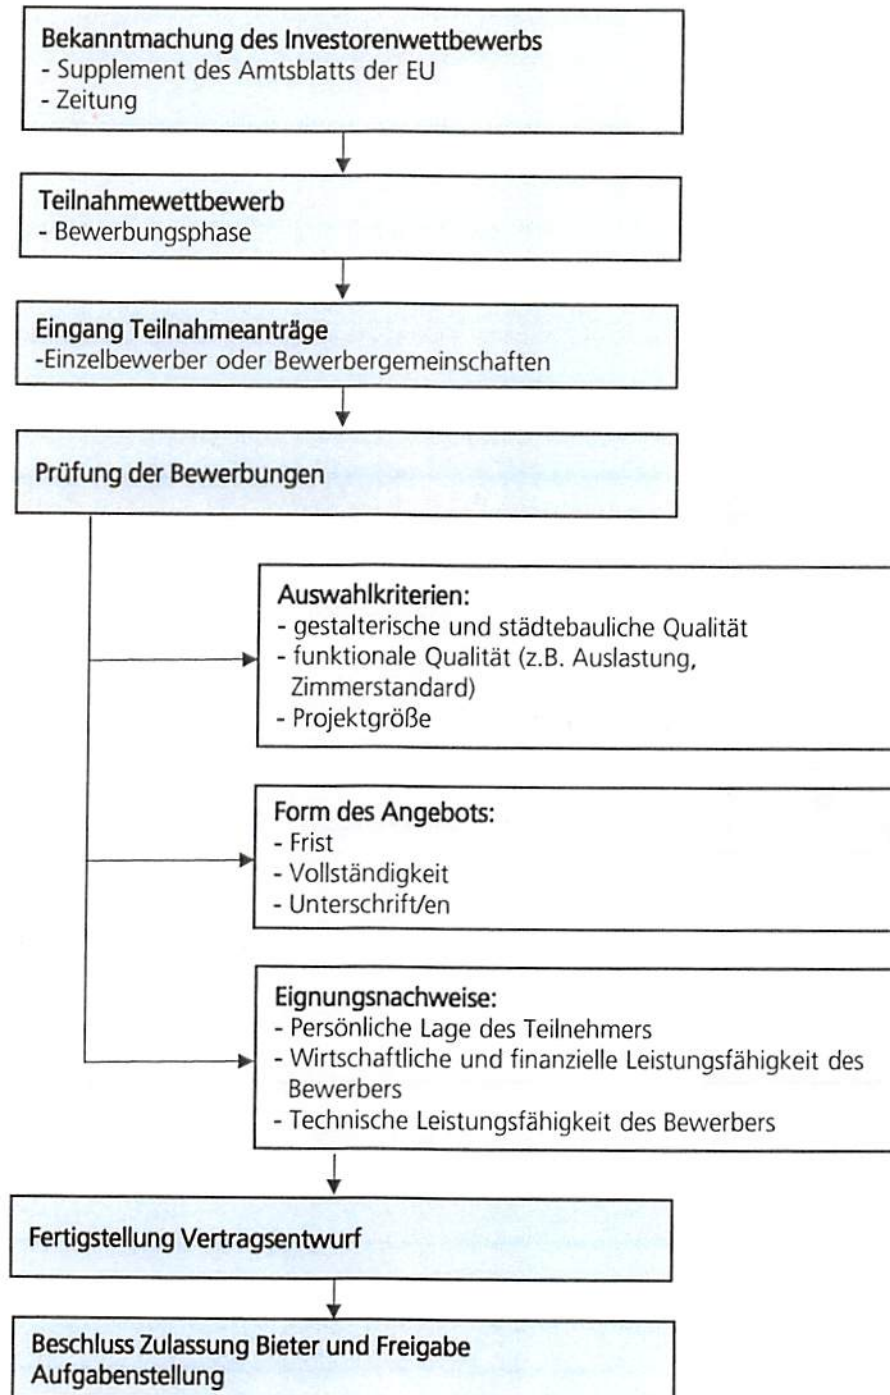 Bekanntmachung des Investorenwettbewerbs
- Supplement des Amtsblatts der EU
- Zeitung
Teilnahmewettbewerb
- Bewerbungsphase
Eingang Teilnahmeanträge
-Einzelbewerber oder Bewerbergemeinschaften
Prüfung der Bewerbungen
Auswahlkriterien:
- gestalterische und städtebauliche Qualität
- funktionale Qualität (z.B. Auslastung,
Zimmerstandard)
- Projektgröße
Form des Angebots:
- Frist
- Vollständigkeit
- Unterschrift/en
Eignungsnachweise:
- Persönliche Lage des Teilnehmers
- Wirtschaftliche und finanzielle Leistungsfähigkeit des
Bewerbers
- Technische Leistungsfähigkeit des Bewerbers
Fertigstellung Vertragsentwurf
Beschluss Zulassung Bieter und Freigabe
Aufgabenstellung